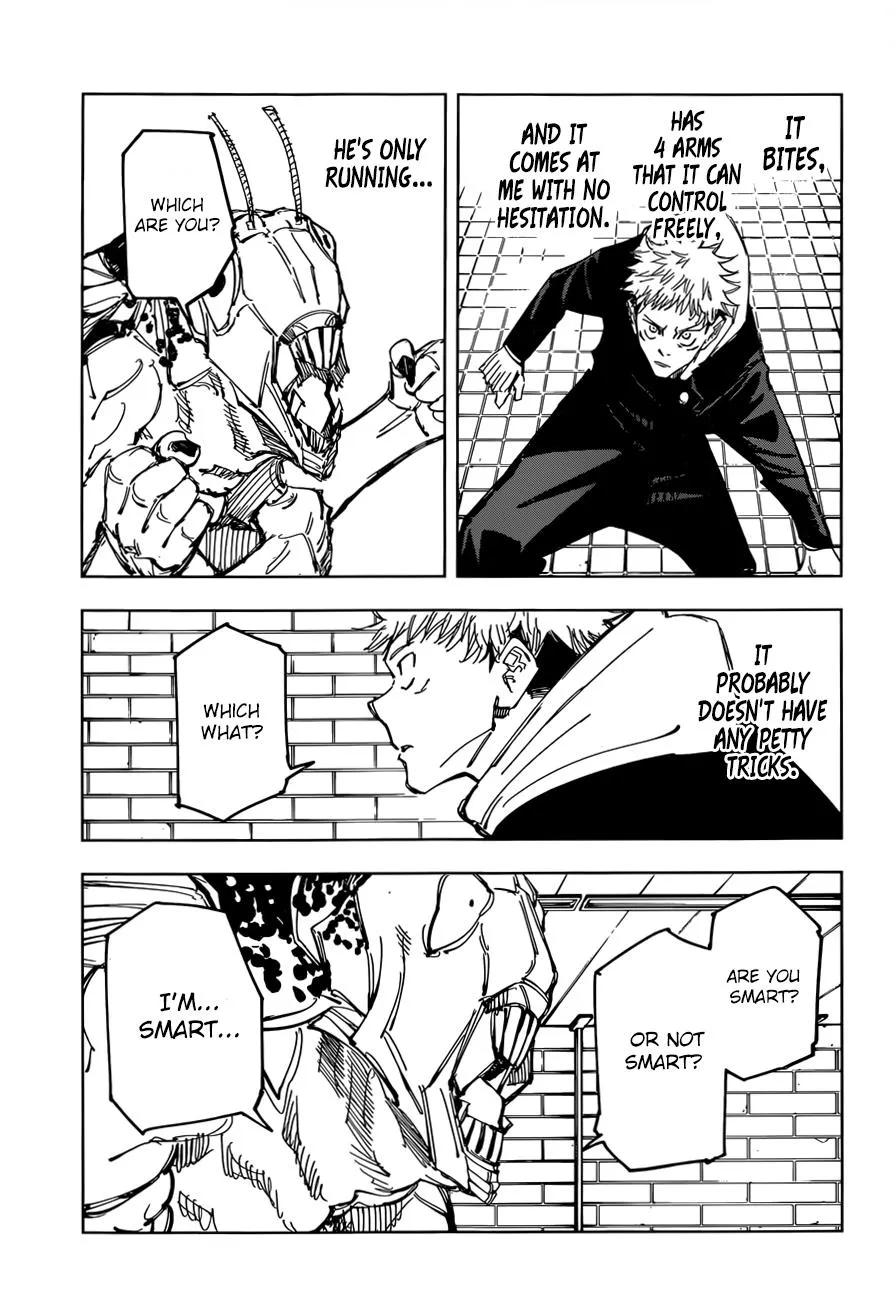 IT
BITES,
HAS
4 ARMS
THAT IT CAN
CONTROL
FREELY,
AND IT
COMES AT
ME WITH NO
HESITATION.
HE'S ONLY
RUNNING...
WHICH
ARE YOU?
IT
PROBABLY
DOESN'T HAVE
ANY PETTY
TRICKS.
WHICH
WHAT?
ARE YOU
SMART?
OR NOT
SMART?
I'M...
SMART...